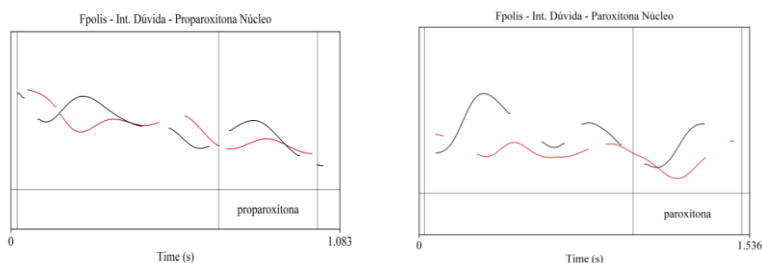 Fpolis - Int. Dúvida - Proparoxítona Núcleo
proparoxítona
0
1.083
Time (s)
Fpolis - Int. Dúvida - Paroxítona Núcleo
paroxítona
0
1.536
Time (s)